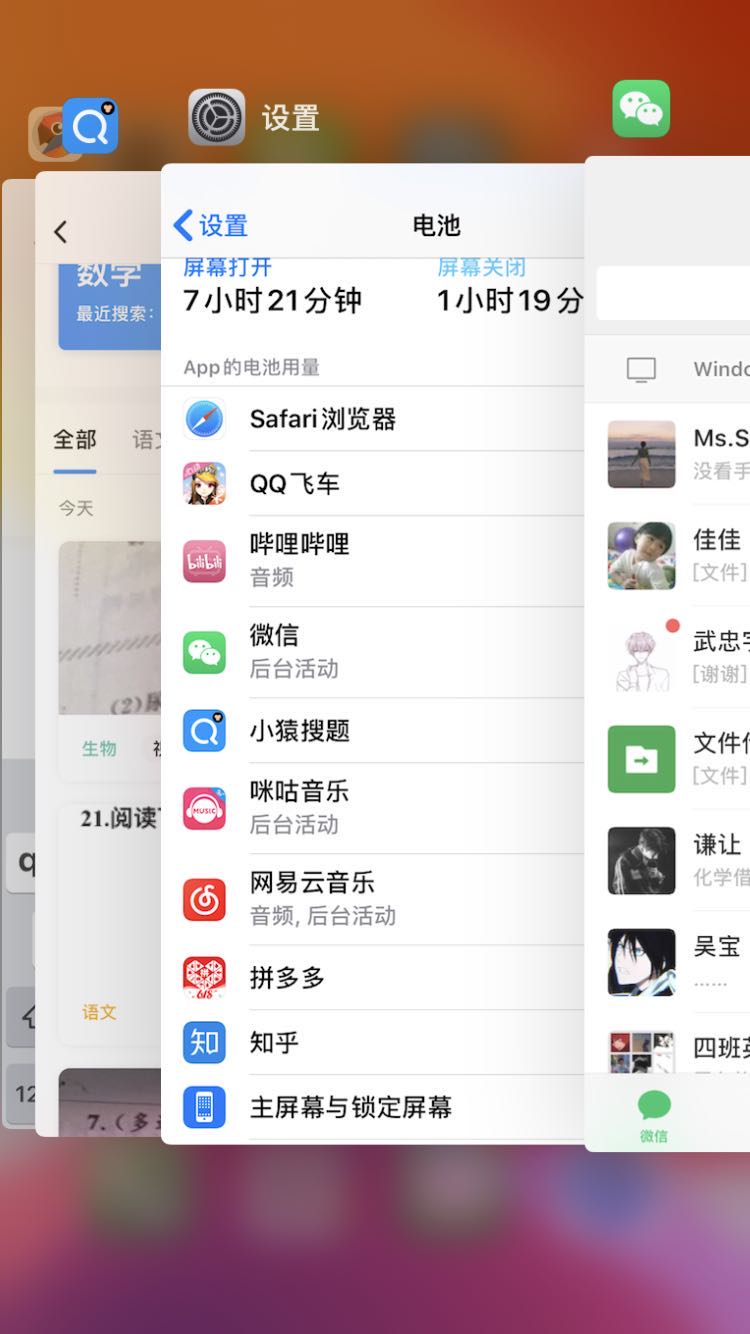 设置
数学
最近搜索：
全部
今天
生物
21.阅读
语文
7.（多
12
设置
电池
屏幕打开
屏幕关闭
7小时21分钟
1小时19分
App的电池用量
Safari浏览器
QQ飞车
哔哩哔哩
音频
bilibili
微信
后台活动
小猿搜题
咪咕音乐
后台活动
MUSIC
网易云音乐
音频, 后台活动
拼多多
拼
618
知
知乎
主屏幕与锁定屏幕
Windo
Ms.S
没看手
佳佳
[文件]
武忠
[谢谢]
文件
[文件]
谦让
化学借
吴宝
......
四班英
微信